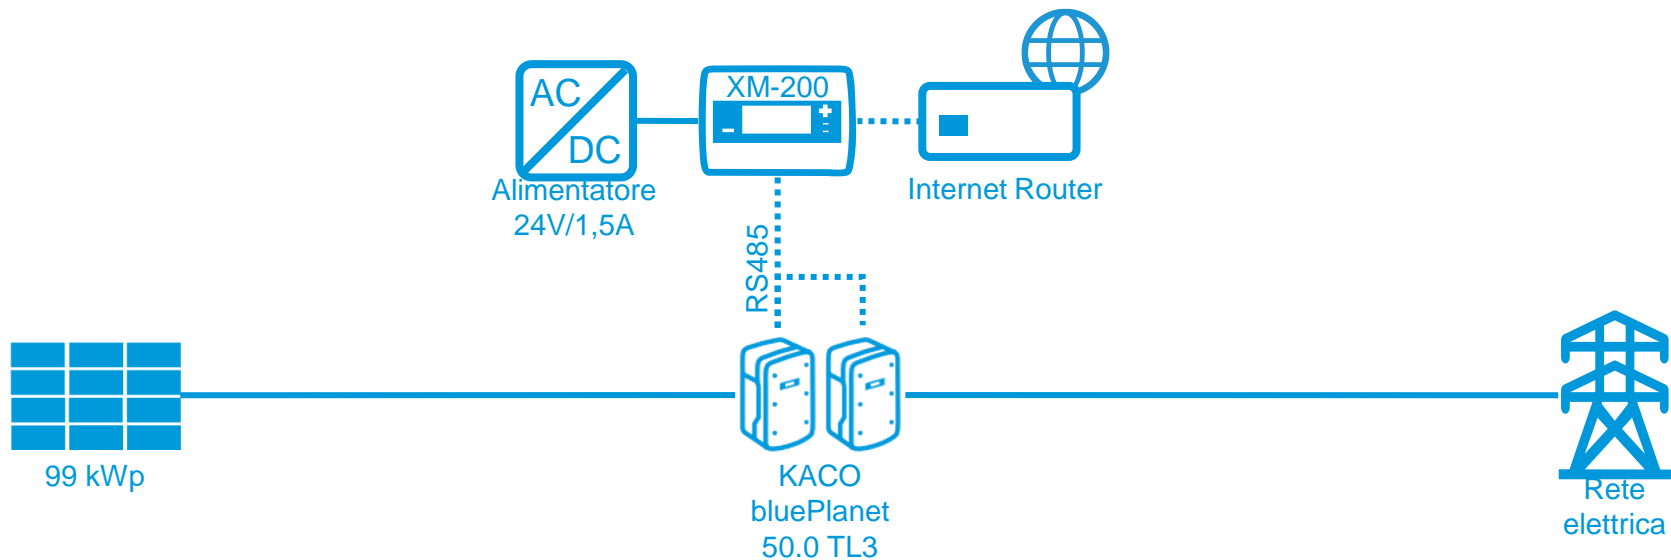 AC
DC
Alimentatore
24V/1,5A
XM-200
Internet Router
RS485
99 kWp
KACO
bluePlanet
50.0 TL3
Rete
elettrica